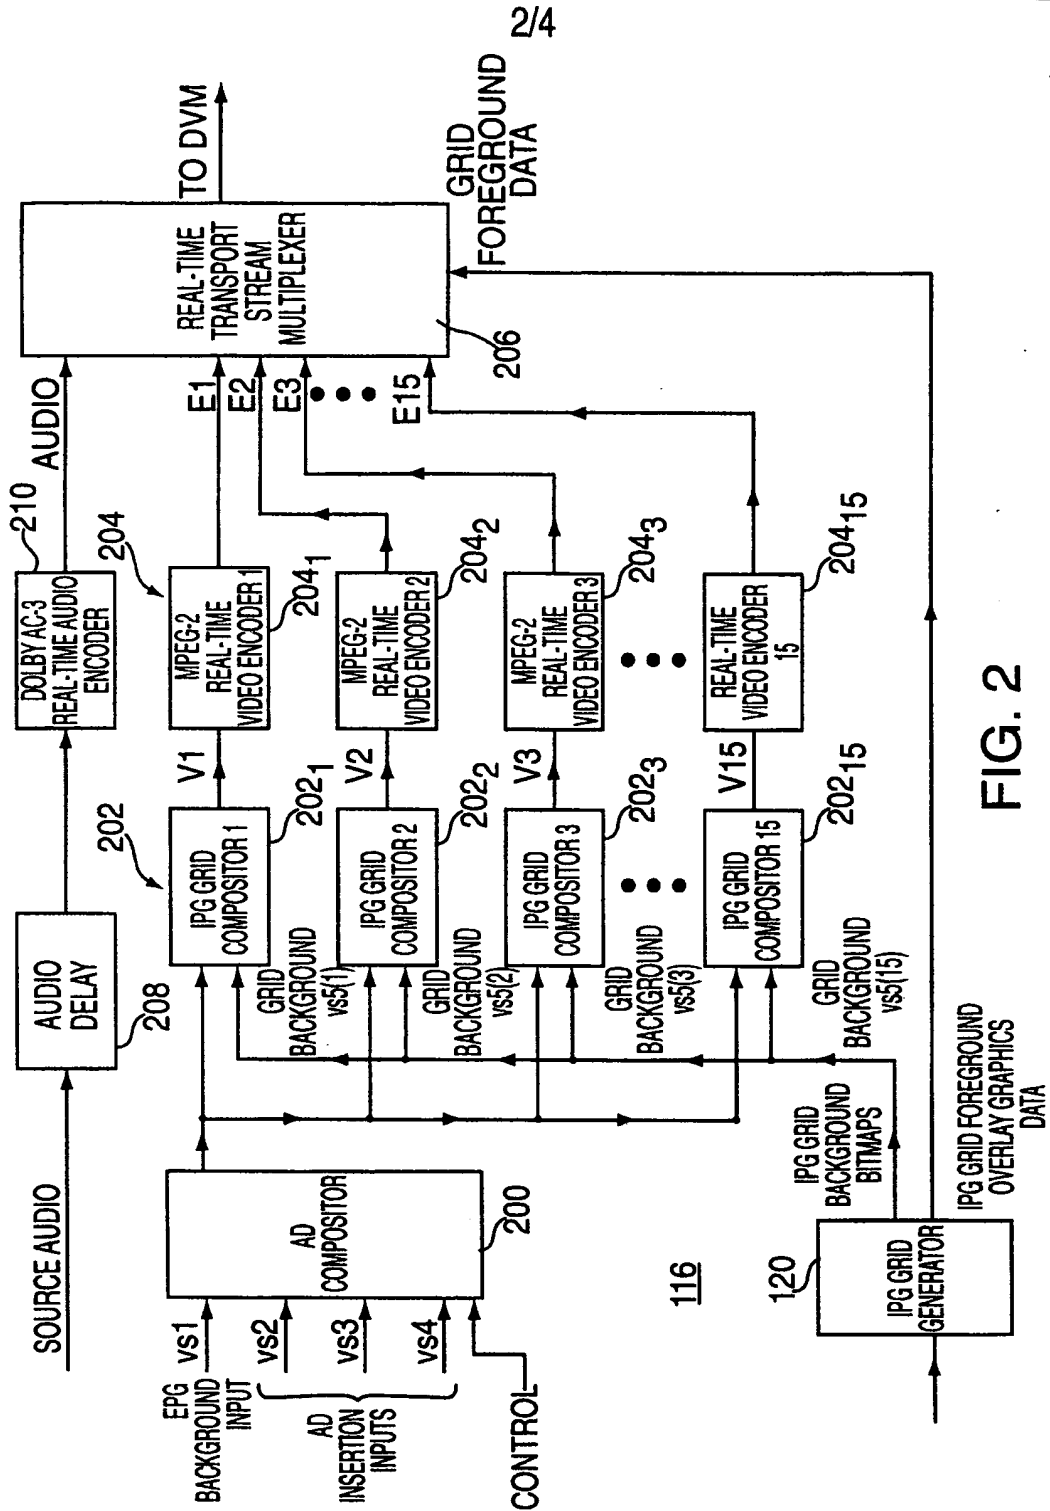 2/4
SOURCE AUDIO
AUDIO
DELAY
208
DOLBY AC-3
REAL-TIME AUDIO
ENCODER
210
AUDIO
REAL-TIME
TRANSPORT
STREAM
MULTIPLEXER
206
TO DVM
GRID
FOREGROUND
DATA
EPG
BACKGROUND
INPUT
vs1
vs2
vs3
vs4
AD
INSERTION
INPUTS
CONTROL
AD
COMPOSITOR
200
202
IPG GRID
COMPOSITOR 1
202₁
V1
204
MPEG-2
REAL-TIME
VIDEO ENCODER 1
204₁
E1
GRID
BACKGROUND
vs5(1)
IPG GRID
COMPOSITOR 2
202₂
V2
MPEG-2
REAL-TIME
VIDEO ENCODER 2
204₂
E2
GRID
BACKGROUND
vs5(2)
IPG GRID
COMPOSITOR 3
202₃
V3
MPEG-2
REAL-TIME
VIDEO ENCODER 3
204₃
E3
GRID
BACKGROUND
vs5(3)
IPG GRID
COMPOSITOR 15
202₁₅
V15
REAL-TIME
VIDEO ENCODER
15
204₁₅
E15
GRID
BACKGROUND
vs5(15)
116
120
IPG GRID
GENERATOR
IPG GRID
BACKGROUND
BITMAPS
IPG GRID FOREGROUND
OVERLAY GRAPHICS
DATA
FIG. 2